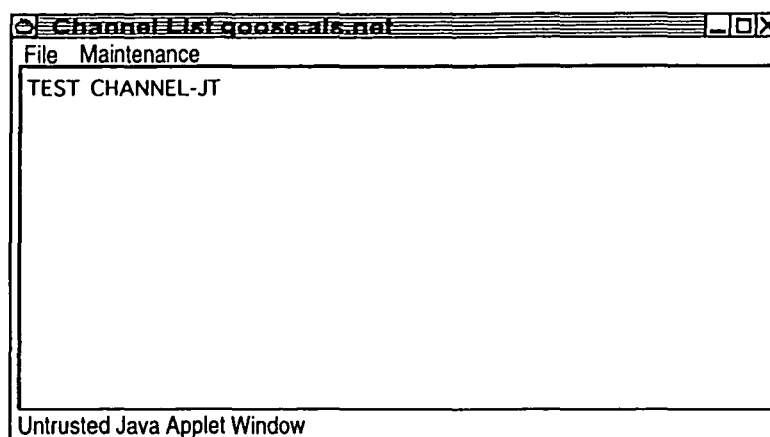 Channel List goose.als.net
File Maintenance
TEST CHANNEL-JT
Untrusted Java Applet Window